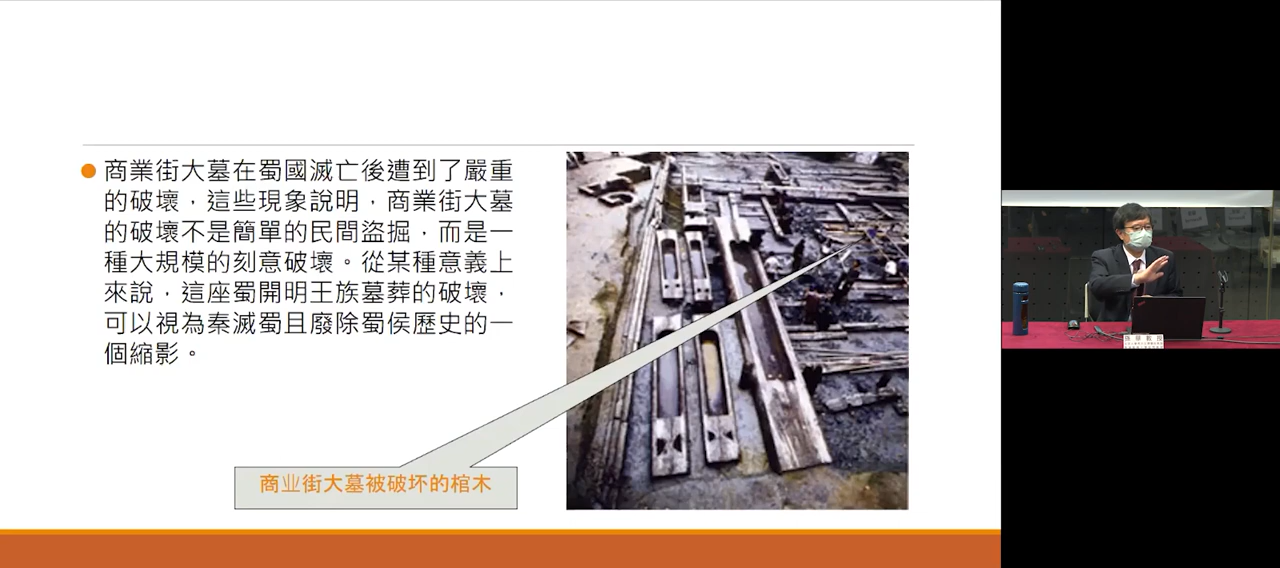 商業街大墓在蜀國滅亡後遭到了嚴重
的破壞，這些現象說明，商業街大墓
的破壞不是簡單的民間盜掘，而是一
種大規模的刻意破壞。從某種意義上
來說，這座蜀開明王族墓葬的破壞，
可以視為秦滅蜀且廢除蜀侯歷史的一
個縮影。
商业街大墓被破坏的棺木